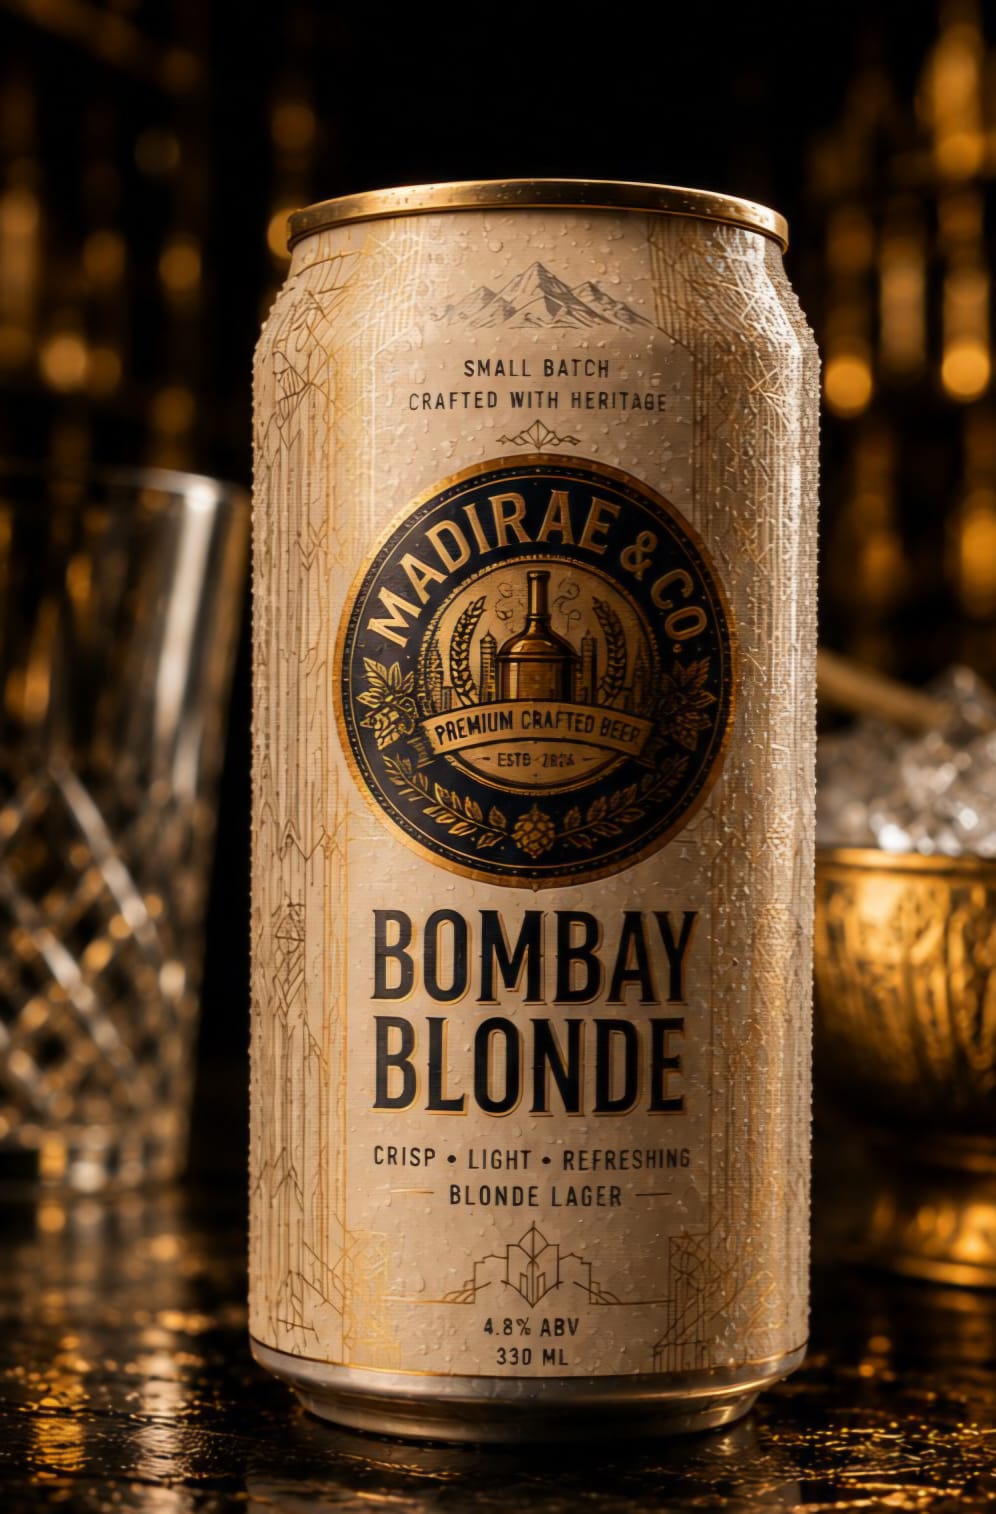 SMALL BATCH
CRAFTED WITH HERITAGE
MADIRAE & CO.
PREMIUM CRAFTED BEER
ESTD
BOMBAY
BLONDE
CRISP • LIGHT • REFRESHING
BLONDE LAGER
4.8% ABV
330 ML